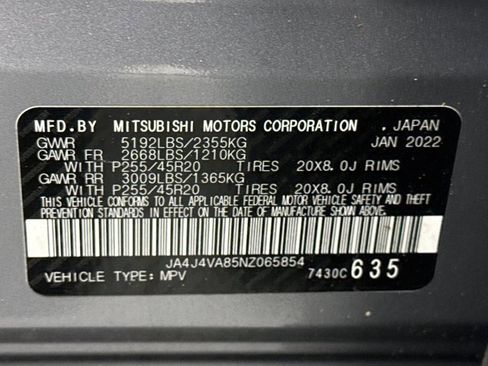 MFD.BY MITSUBISHI MOTORS CORPORATION , JAPAN
GVWR 5192LBS/2355KG JAN 2022
GAWR FR 2668LBS/1210KG
WITH P255/45R20 TIRES 20X8.0J RIMS
GAWR RR 3009LBS/1365KG
WITH P255/45R20 TIRES 20X8.0J RIMS
THIS VEHICLE CONFORMS TO ALL APPLICABLE FEDERAL MOTOR VEHICLE SAFETY AND THEFT
PREVENTION STANDARDS IN EFFECT ON THE DATE OF MANUFACTURE SHOWN ABOVE.
JA4J4VA85NZ065854
VEHICLE TYPE: MPV 7430C 635